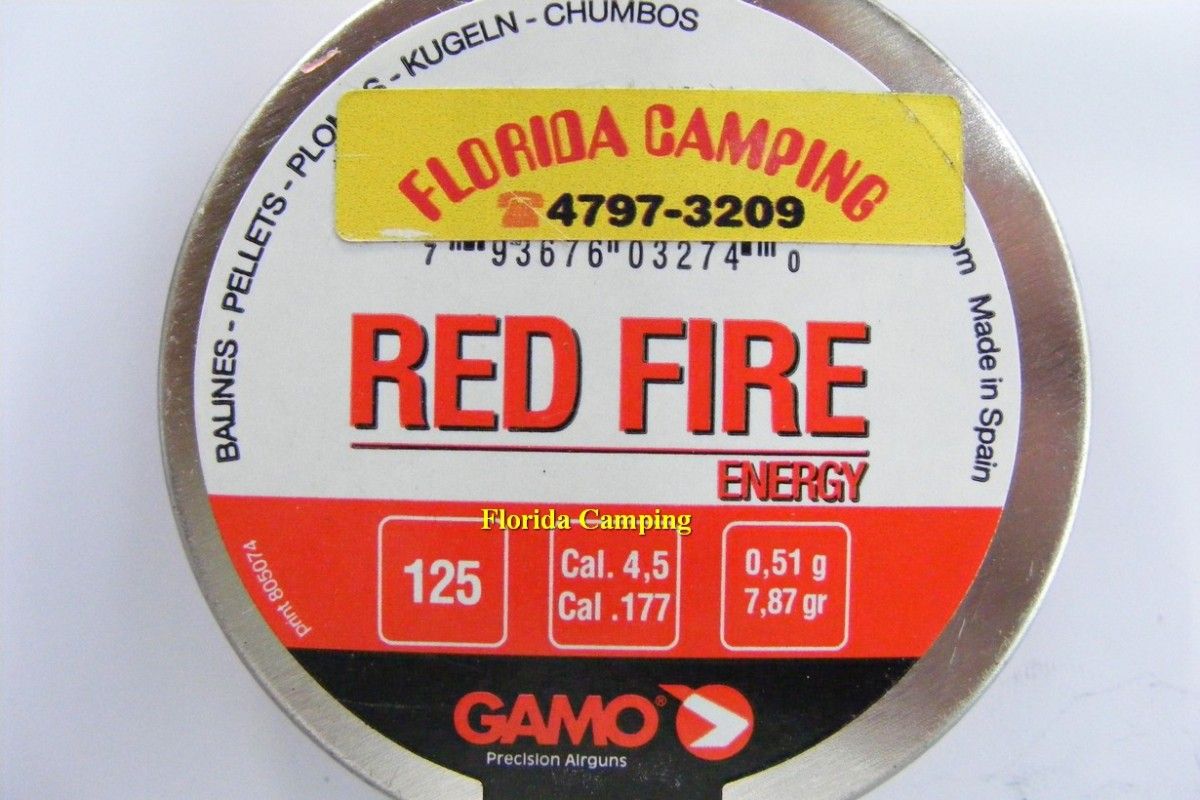 BALINES - PELLETS - PLO
- KUGELN - CHUMBOS
FLORIDA CAMPING
☎4797-3209
7 93676 03274 0
om Made in Spain
RED FIRE
ENERGY
Florida Camping
125
Cal. 4,5
Cal .177
0,51 g
7,87 gr
print 805074
GAMO®
Precision Airguns